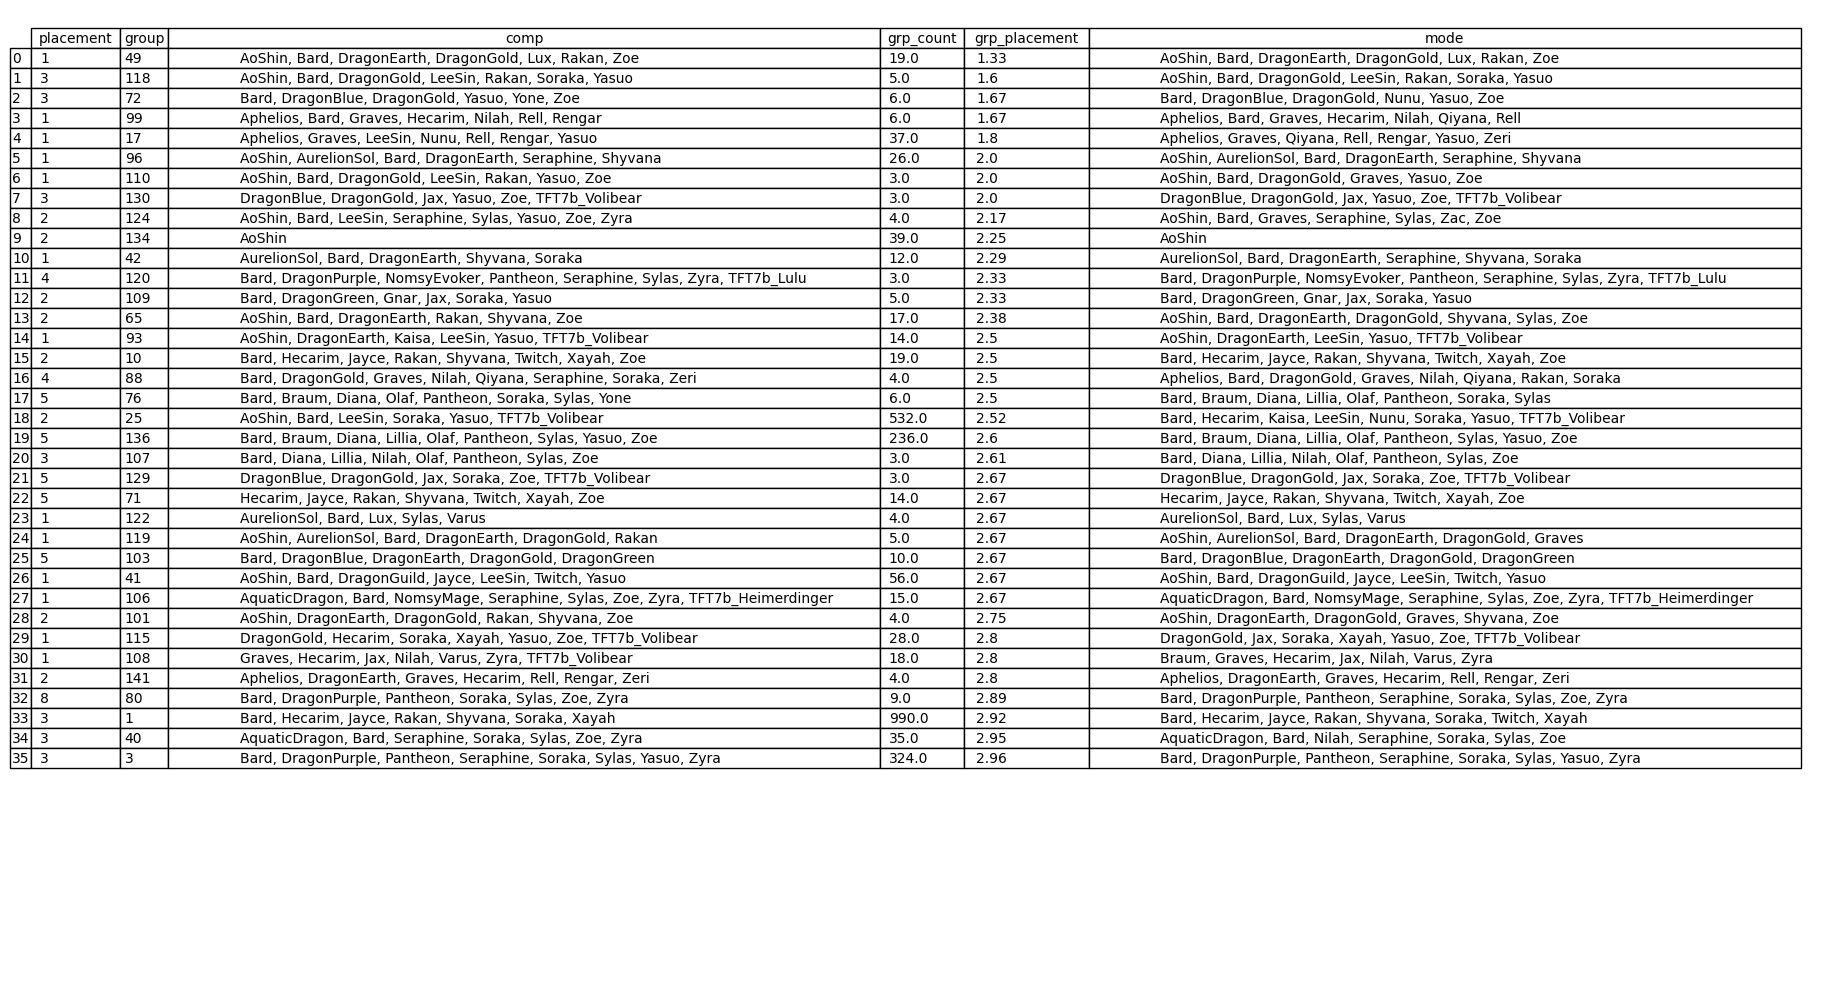 placement group comp grp_count grp_placement mode
0 1 49 AoShin, Bard, DragonEarth, DragonGold, Lux, Rakan, Zoe 19.0 1.33 AoShin, Bard, DragonEarth, DragonGold, Lux, Rakan, Zoe
1 3 118 AoShin, Bard, DragonGold, LeeSin, Rakan, Soraka, Yasuo 5.0 1.6 AoShin, Bard, DragonGold, LeeSin, Rakan, Soraka, Yasuo
2 3 72 Bard, DragonBlue, DragonGold, Yasuo, Yone, Zoe 6.0 1.67 Bard, DragonBlue, DragonGold, Nunu, Yasuo, Zoe
3 1 99 Aphelios, Bard, Graves, Hecarim, Nilah, Rell, Rengar 6.0 1.67 Aphelios, Bard, Graves, Hecarim, Nilah, Qiyana, Rell
4 1 17 Aphelios, Graves, LeeSin, Nunu, Rell, Rengar, Yasuo 37.0 1.8 Aphelios, Graves, Qiyana, Rell, Rengar, Yasuo, Zeri
5 1 96 AoShin, AurelionSol, Bard, DragonEarth, Seraphine, Shyvana 26.0 2.0 AoShin, AurelionSol, Bard, DragonEarth, Seraphine, Shyvana
6 1 110 AoShin, Bard, DragonGold, LeeSin, Rakan, Yasuo, Zoe 3.0 2.0 AoShin, Bard, DragonGold, Graves, Yasuo, Zoe
7 3 130 DragonBlue, DragonGold, Jax, Yasuo, Zoe, TFT7b_Volibear 3.0 2.0 DragonBlue, DragonGold, Jax, Yasuo, Zoe, TFT7b_Volibear
8 2 124 AoShin, Bard, LeeSin, Seraphine, Sylas, Yasuo, Zoe, Zyra 4.0 2.17 AoShin, Bard, Graves, Seraphine, Sylas, Zac, Zoe
9 2 134 AoShin 39.0 2.25 AoShin
10 1 42 AurelionSol, Bard, DragonEarth, Shyvana, Soraka 12.0 2.29 AurelionSol, Bard, DragonEarth, Seraphine, Shyvana, Soraka
11 4 120 Bard, DragonPurple, NomsyEvoker, Pantheon, Seraphine, Sylas, Zyra, TFT7b_Lulu 3.0 2.33 Bard, DragonPurple, NomsyEvoker, Pantheon, Seraphine, Sylas, Zyra, TFT7b_Lulu
12 2 109 Bard, DragonGreen, Gnar, Jax, Soraka, Yasuo 5.0 2.33 Bard, DragonGreen, Gnar, Jax, Soraka, Yasuo
13 2 65 AoShin, Bard, DragonEarth, Rakan, Shyvana, Zoe 17.0 2.38 AoShin, Bard, DragonEarth, DragonGold, Shyvana, Sylas, Zoe
14 1 93 AoShin, DragonEarth, Kaisa, LeeSin, Yasuo, TFT7b_Volibear 14.0 2.5 AoShin, DragonEarth, LeeSin, Yasuo, TFT7b_Volibear
15 2 10 Bard, Hecarim, Jayce, Rakan, Shyvana, Twitch, Xayah, Zoe 19.0 2.5 Bard, Hecarim, Jayce, Rakan, Shyvana, Twitch, Xayah, Zoe
16 4 88 Bard, DragonGold, Graves, Nilah, Qiyana, Seraphine, Soraka, Zeri 4.0 2.5 Aphelios, Bard, DragonGold, Graves, Nilah, Qiyana, Rakan, Soraka
17 5 76 Bard, Braum, Diana, Olaf, Pantheon, Soraka, Sylas, Yone 6.0 2.5 Bard, Braum, Diana, Lillia, Olaf, Pantheon, Soraka, Sylas
18 2 25 AoShin, Bard, LeeSin, Soraka, Yasuo, TFT7b_Volibear 532.0 2.52 Bard, Hecarim, Kaisa, LeeSin, Nunu, Soraka, Yasuo, TFT7b_Volibear
19 5 136 Bard, Braum, Diana, Lillia, Olaf, Pantheon, Sylas, Yasuo, Zoe 236.0 2.6 Bard, Braum, Diana, Lillia, Olaf, Pantheon, Sylas, Yasuo, Zoe
20 3 107 Bard, Diana, Lillia, Nilah, Olaf, Pantheon, Sylas, Zoe 3.0 2.61 Bard, Diana, Lillia, Nilah, Olaf, Pantheon, Sylas, Zoe
21 5 129 DragonBlue, DragonGold, Jax, Soraka, Zoe, TFT7b_Volibear 3.0 2.67 DragonBlue, DragonGold, Jax, Soraka, Zoe, TFT7b_Volibear
22 5 71 Hecarim, Jayce, Rakan, Shyvana, Twitch, Xayah, Zoe 14.0 2.67 Hecarim, Jayce, Rakan, Shyvana, Twitch, Xayah, Zoe
23 1 122 AurelionSol, Bard, Lux, Sylas, Varus 4.0 2.67 AurelionSol, Bard, Lux, Sylas, Varus
24 1 119 AoShin, AurelionSol, Bard, DragonEarth, DragonGold, Rakan 5.0 2.67 AoShin, AurelionSol, Bard, DragonEarth, DragonGold, Graves
25 5 103 Bard, DragonBlue, DragonEarth, DragonGold, DragonGreen 10.0 2.67 Bard, DragonBlue, DragonEarth, DragonGold, DragonGreen
26 1 41 AoShin, Bard, DragonGuild, Jayce, LeeSin, Twitch, Yasuo 56.0 2.67 AoShin, Bard, DragonGuild, Jayce, LeeSin, Twitch, Yasuo
27 1 106 AquaticDragon, Bard, NomsyMage, Seraphine, Sylas, Zoe, Zyra, TFT7b_Heimerdinger 15.0 2.67 AquaticDragon, Bard, NomsyMage, Seraphine, Sylas, Zoe, Zyra, TFT7b_Heimerdinger
28 2 101 AoShin, DragonEarth, DragonGold, Rakan, Shyvana, Zoe 4.0 2.75 AoShin, DragonEarth, DragonGold, Graves, Shyvana, Zoe
29 1 115 DragonGold, Hecarim, Soraka, Xayah, Yasuo, Zoe, TFT7b_Volibear 28.0 2.8 DragonGold, Jax, Soraka, Xayah, Yasuo, Zoe, TFT7b_Volibear
30 1 108 Graves, Hecarim, Jax, Nilah, Varus, Zyra, TFT7b_Volibear 18.0 2.8 Braum, Graves, Hecarim, Jax, Nilah, Varus, Zyra
31 2 141 Aphelios, DragonEarth, Graves, Hecarim, Rell, Rengar, Zeri 4.0 2.8 Aphelios, DragonEarth, Graves, Hecarim, Rell, Rengar, Zeri
32 8 80 Bard, DragonPurple, Pantheon, Soraka, Sylas, Zoe, Zyra 9.0 2.89 Bard, DragonPurple, Pantheon, Seraphine, Soraka, Sylas, Zoe, Zyra
33 3 1 Bard, Hecarim, Jayce, Rakan, Shyvana, Soraka, Xayah 990.0 2.92 Bard, Hecarim, Jayce, Rakan, Shyvana, Soraka, Twitch, Xayah
34 3 40 AquaticDragon, Bard, Seraphine, Soraka, Sylas, Zoe, Zyra 35.0 2.95 AquaticDragon, Bard, Nilah, Seraphine, Soraka, Sylas, Zoe
35 3 3 Bard, DragonPurple, Pantheon, Seraphine, Soraka, Sylas, Yasuo, Zyra 324.0 2.96 Bard, DragonPurple, Pantheon, Seraphine, Soraka, Sylas, Yasuo, Zyra